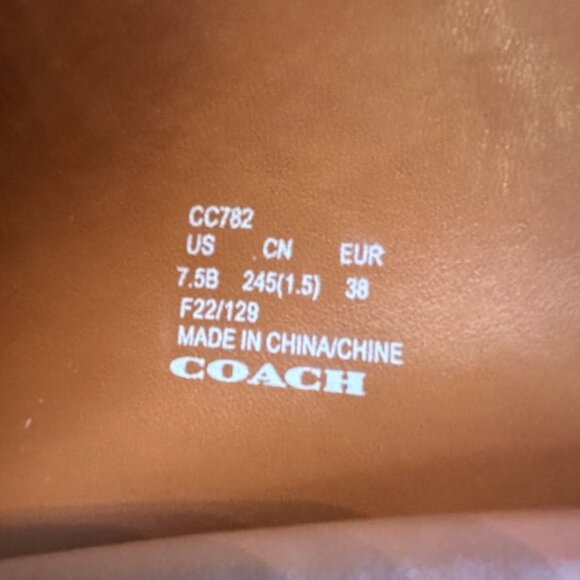 CC782
US CN EUR
7.5B 245(1.5) 38
F22/129
MADE IN CHINA/CHINE
COACH